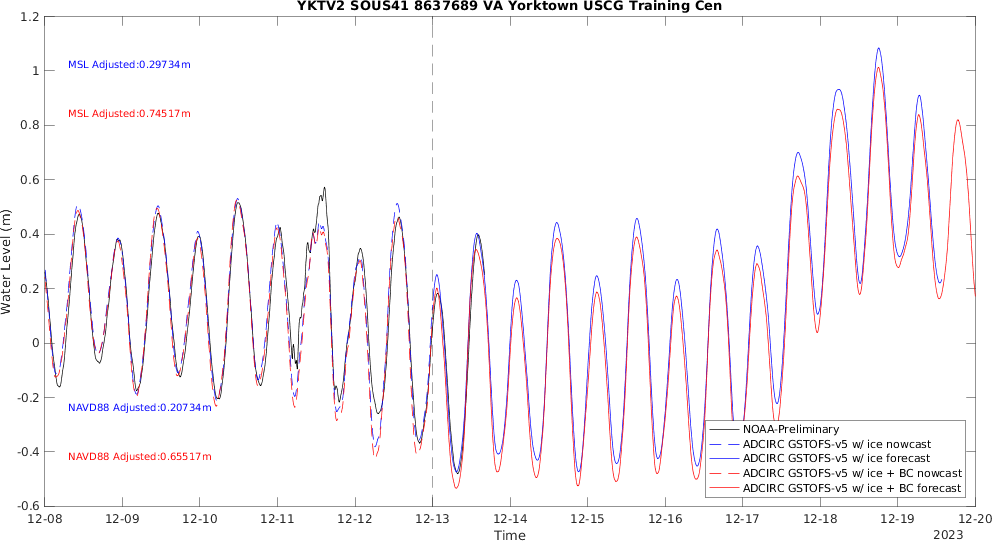 YKTV2 SOUS41 8637689 VA Yorktown USCG Training Cen
1.2
1
0.8
0.6
0.4
0.2
0
-0.2
-0.4
-0.6
Water Level (m)
MSL Adjusted:0.29734m
MSL Adjusted:0.74517m
NAVD88 Adjusted:0.20734m
NAVD88 Adjusted:0.65517m
NOAA-Preliminary
ADCIRC GSTOFS-v5 w/ ice nowcast
ADCIRC GSTOFS-v5 w/ ice forecast
ADCIRC GSTOFS-v5 w/ ice + BC nowcast
ADCIRC GSTOFS-v5 w/ ice + BC forecast
12-08 12-09 12-10 12-11 12-12 12-13 12-14 12-15 12-16 12-17 12-18 12-19 12-20
Time
2023